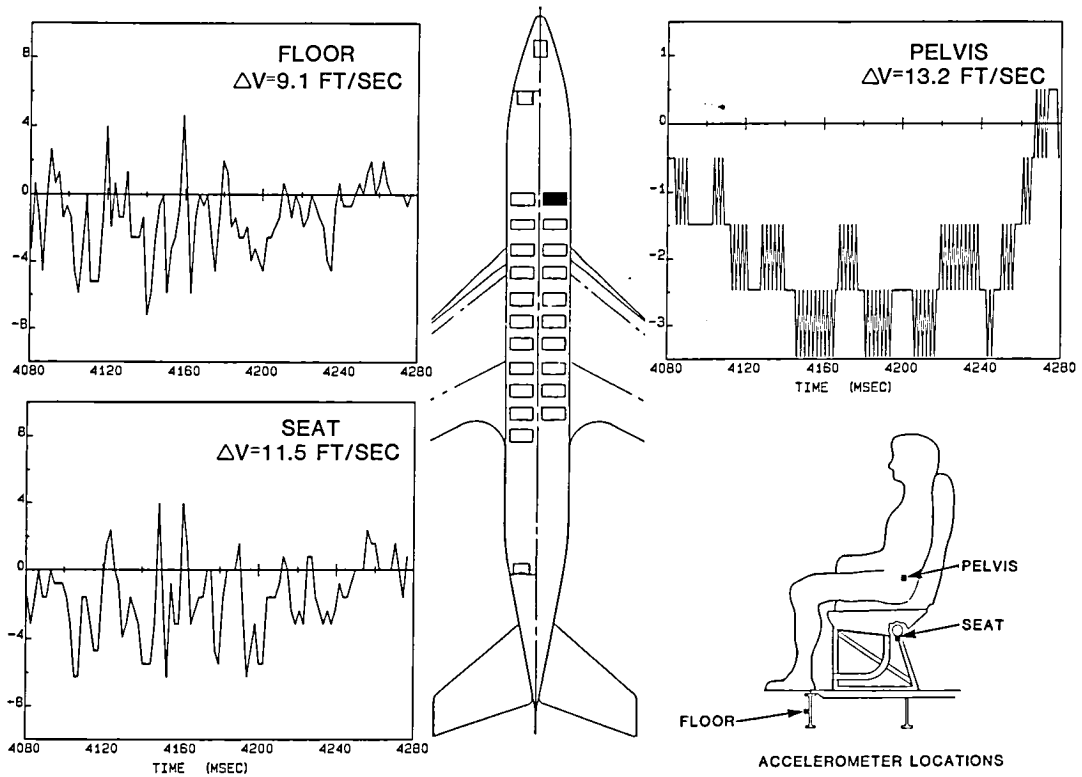 FLOOR
△V=9.1 FT/SEC
8
4
0
-4
-8
4080
4120
4160
4200
4240
4280
SEAT
△V=11.5 FT/SEC
8
4
0
-4
-8
4080
4120
4160
4200
4240
4280
TIME (MSEC)
PELVIS
△V=13.2 FT/SEC
1
0
-1
-2
-3
4080
4120
4160
4200
4240
4280
TIME (MSEC)
PELVIS
SEAT
FLOOR
ACCELEROMETER LOCATIONS